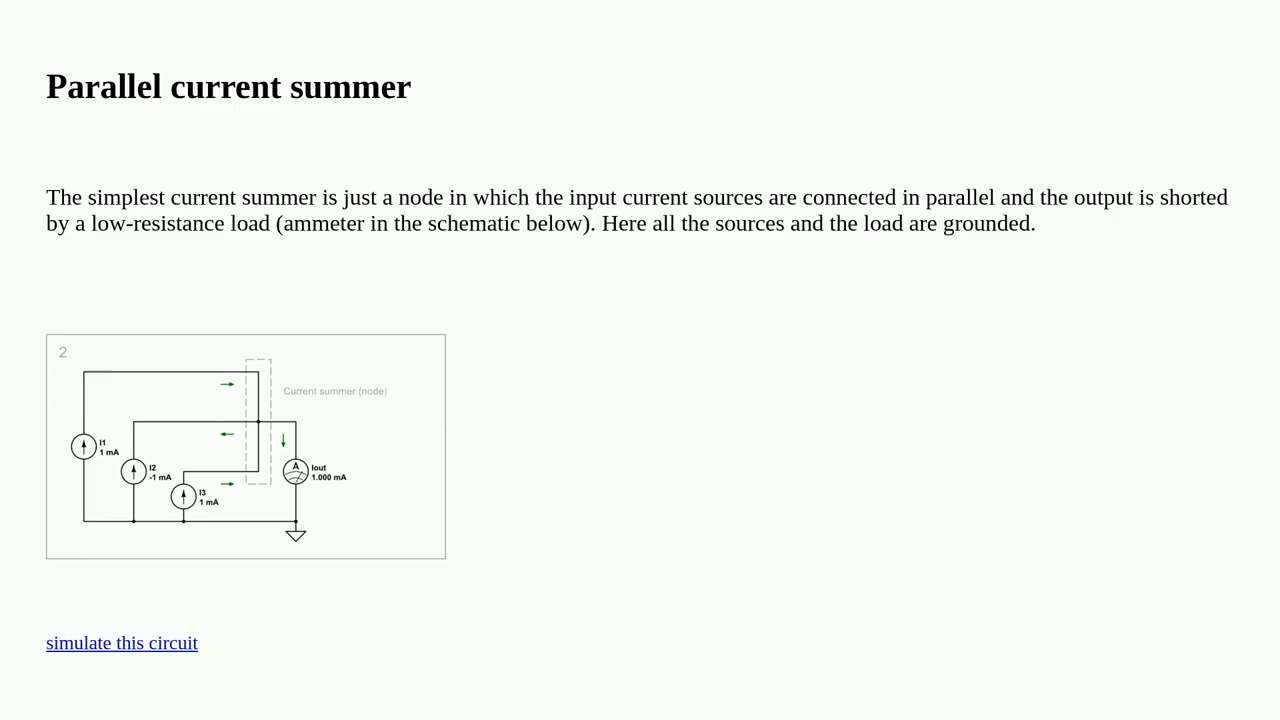 Parallel current summer
The simplest current summer is just a node in which the input current sources are connected in parallel and the output is shorted
by a low-resistance load (ammeter in the schematic below). Here all the sources and the load are grounded.
2
Current summer (node)
I1
1 mA
I2
-1 mA
I3
1 mA
A
Iout
1.000 mA
simulate this circuit